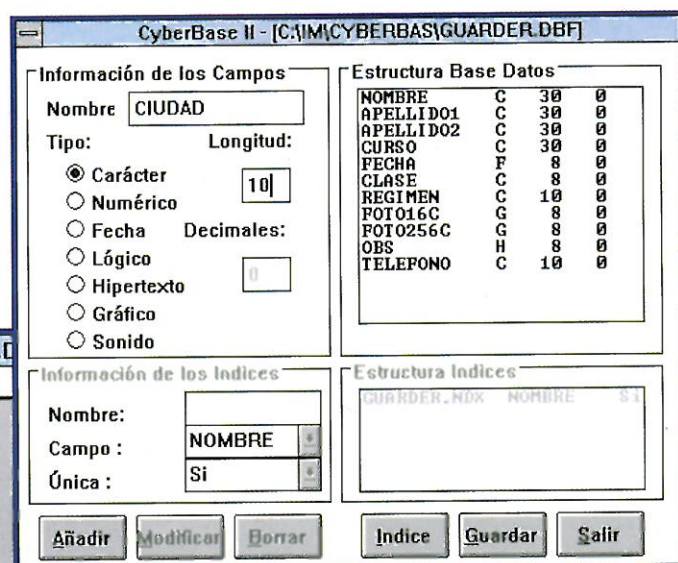 CyberBase II - [C:\IM\CYBERBAS\GUARDER.DBF]
Información de los Campos
Nombre CIUDAD
Tipo: Longitud:
Carácter 10
Numérico
Fecha Decimales:
Lógico 0
Hipertexto
Gráfico
Sonido
Estructura Base Datos
NOMBRE C 30 0
APELLIDO1 C 30 0
APELLIDO2 C 30 0
CURSO C 30 0
FECHA F 8 0
CLASE C 8 0
REGIMEN C 10 0
FOTO16C G 8 0
FOTO256C G 8 0
OBS H 8 0
TELEFONO C 10 0
Información de los Indices
Nombre:
Campo : NOMBRE
Única : Si
Estructura Indices
GUARDER.NDX NOMBRE Si
Añadir Modificar Borrar Indice Guardar Salir